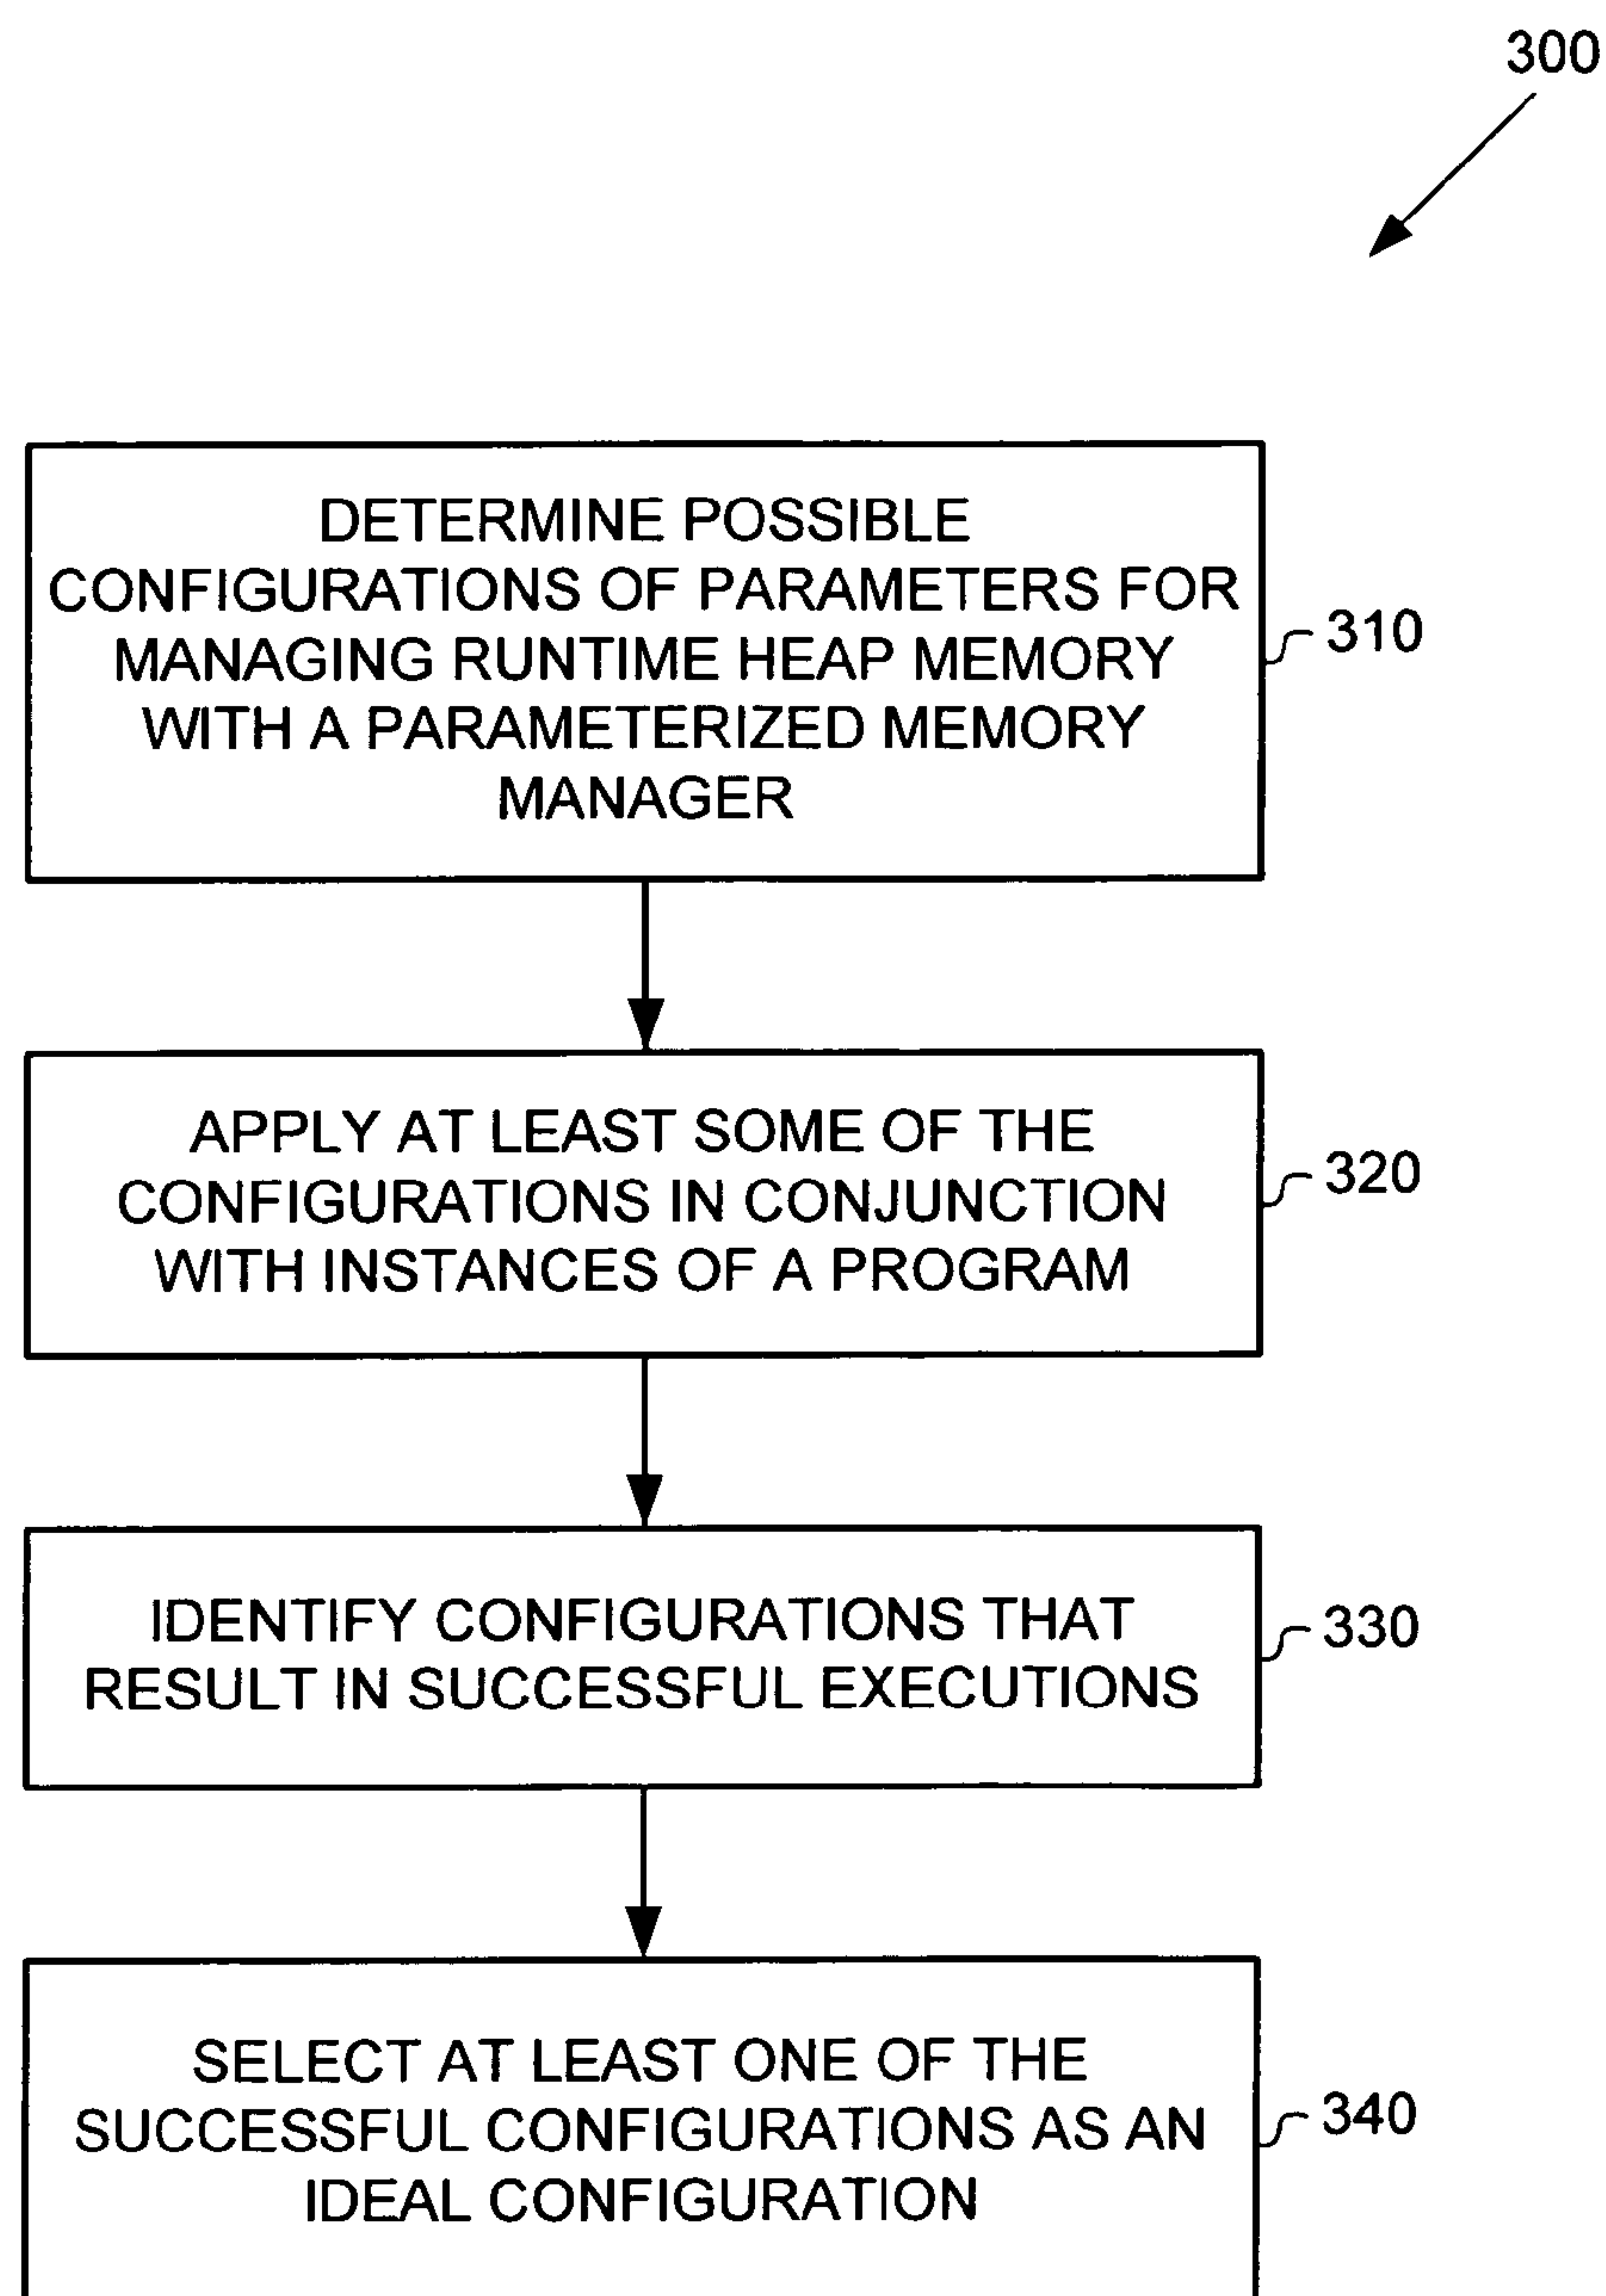 300
DETERMINE POSSIBLE
CONFIGURATIONS OF PARAMETERS FOR
MANAGING RUNTIME HEAP MEMORY
WITH A PARAMETERIZED MEMORY
MANAGER
310
APPLY AT LEAST SOME OF THE
CONFIGURATIONS IN CONJUNCTION
WITH INSTANCES OF A PROGRAM
320
IDENTIFY CONFIGURATIONS THAT
RESULT IN SUCCESSFUL EXECUTIONS
330
SELECT AT LEAST ONE OF THE
SUCCESSFUL CONFIGURATIONS AS AN
IDEAL CONFIGURATION
340